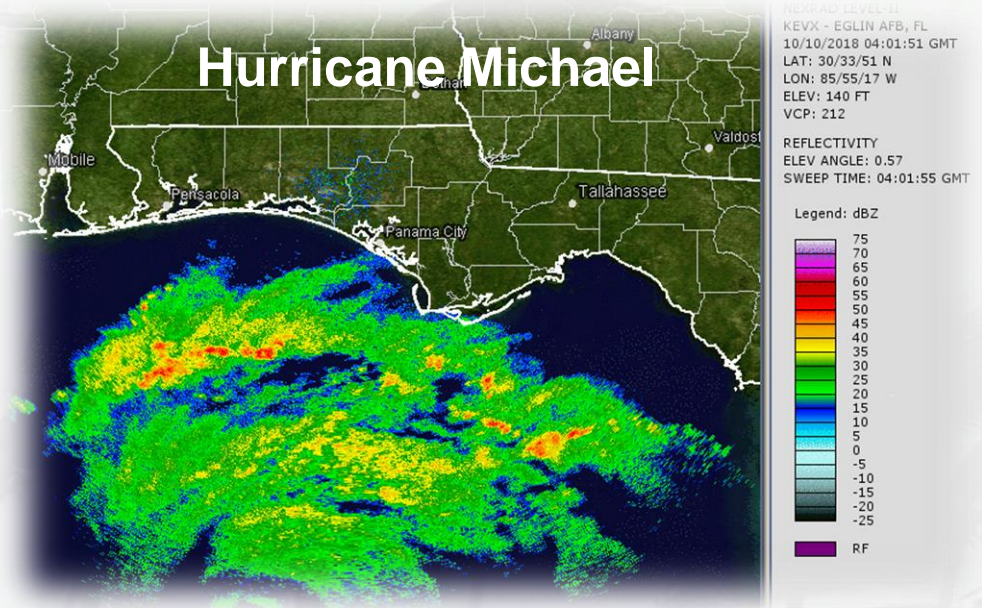 Hurricane Michael
Albany
Dothan
Valdost
Mobile
Pensacola
Tallahassee
Panama City
NEXRAD LEVEL-II
KEVX - EGLIN AFB, FL
10/10/2018 04:01:51 GMT
LAT: 30/33/51 N
LON: 85/55/17 W
ELEV: 140 FT
VCP: 212
REFLECTIVITY
ELEV ANGLE: 0.57
SWEEP TIME: 04:01:55 GMT
Legend: dBZ
75
70
65
60
55
50
45
40
35
30
25
20
15
10
5
0
-5
-10
-15
-20
-25
RF